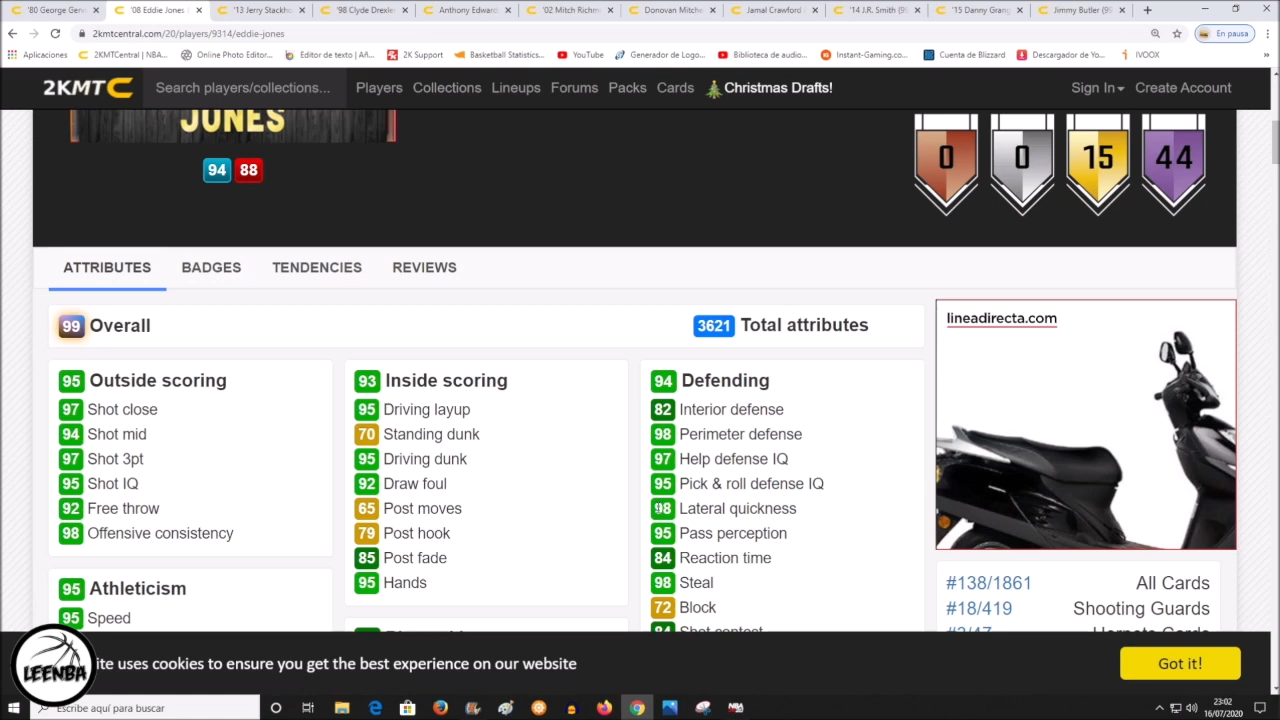 '80 George Gerv
'08 Eddie Jones
'13 Jerry Stackho
'98 Clyde Drexler
Anthony Edward
'02 Mitch Richm
Donovan Mitche
Jamal Crawford
'14 J.R. Smith (99
'15 Danny Grang
Jimmy Butler (99
2kmtcentral.com/20/players/9314/eddie-jones
En pausa
Aplicaciones
2KMTCentral | NBA...
Online Photo Editor...
Editor de texto | Añ...
2K Support
Basketball Statistics...
YouTube
Generador de Logo...
Biblioteca de audio...
Instant-Gaming.co...
Cuenta de Blizzard
Descargador de Yo...
IVOOX
2KMTC
Search players/collections...
Players
Collections
Lineups
Forums
Packs
Cards
Christmas Drafts!
Sign In
Create Account
JONES
94 88
0 0 15 44
ATTRIBUTES BADGES TENDENCIES REVIEWS
99 Overall
3621 Total attributes
95 Outside scoring
97 Shot close
94 Shot mid
97 Shot 3pt
95 Shot IQ
92 Free throw
98 Offensive consistency
95 Athleticism
95 Speed
93 Inside scoring
95 Driving layup
70 Standing dunk
95 Driving dunk
92 Draw foul
65 Post moves
79 Post hook
85 Post fade
95 Hands
94 Defending
82 Interior defense
98 Perimeter defense
97 Help defense IQ
95 Pick & roll defense IQ
98 Lateral quickness
95 Pass perception
84 Reaction time
98 Steal
72 Block
84 Shot contest
lineadirecta.com
#138/1861 All Cards
#18/419 Shooting Guards
Hornets Cards
ite uses cookies to ensure you get the best experience on our website
Got it!
LEENBA
Escribe aquí para buscar
23:02
16/07/2020